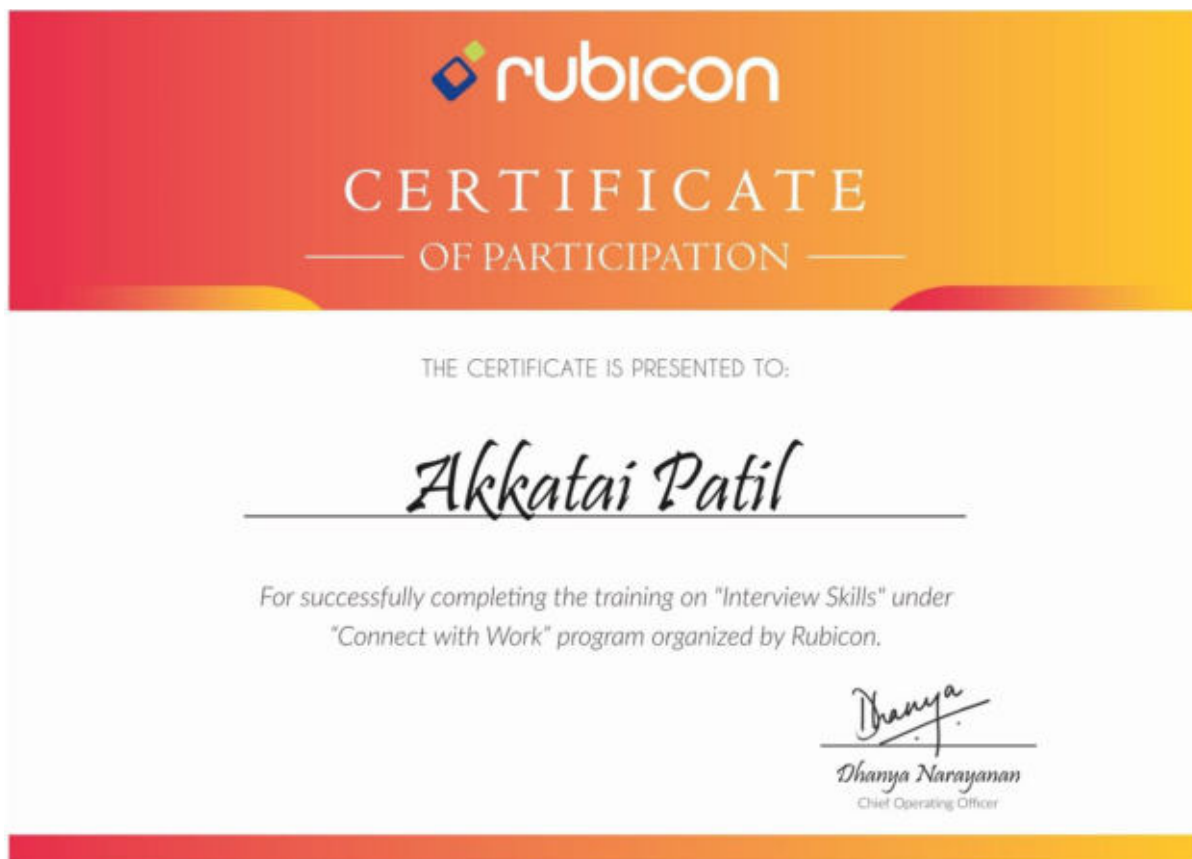 rubicon
CERTIFICATE
OF PARTICIPATION
THE CERTIFICATE IS PRESENTED TO:
Akkatai Patil
For successfully completing the training on "Interview Skills" under
"Connect with Work" program organized by Rubicon.
Dhanya
Dhanya Narayanan
Chief Operating Officer